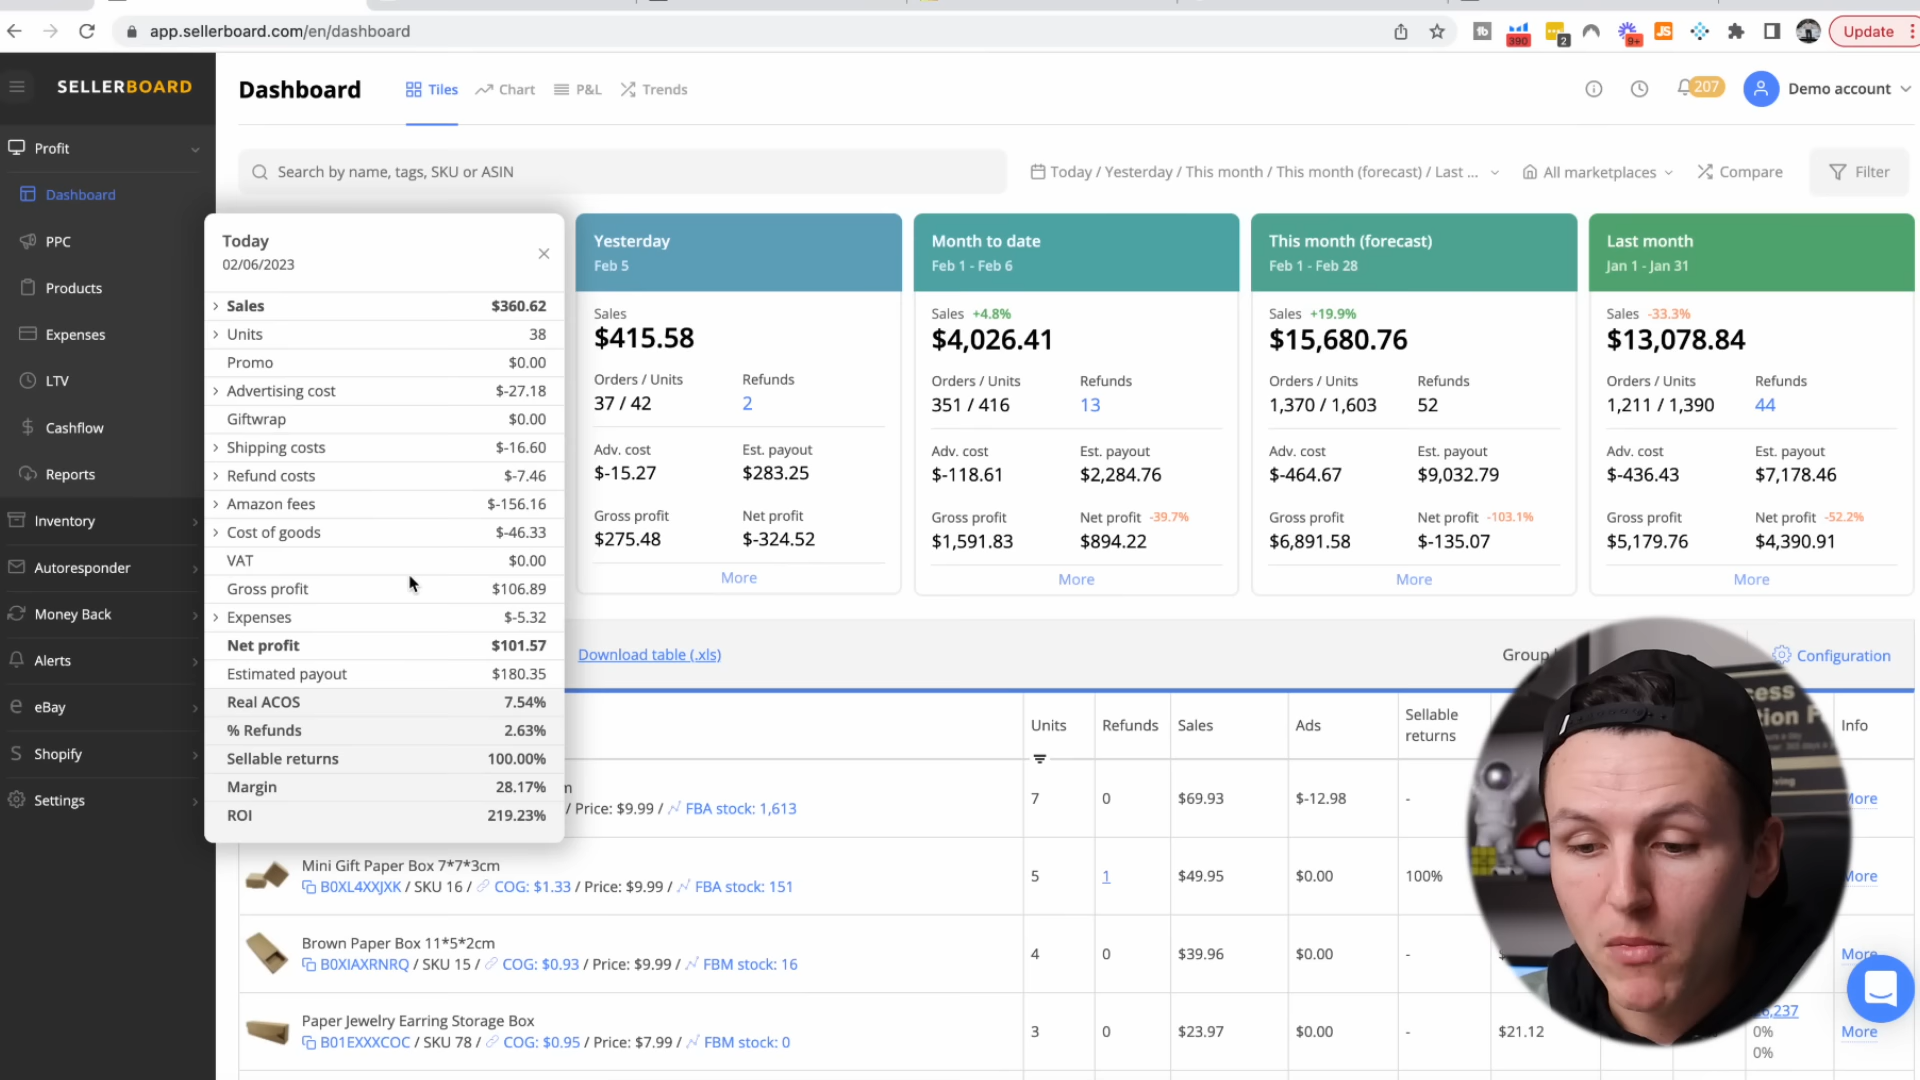 app.sellerboard.com/en/dashboard
390
2
9+
JS
Update
SELLERBOARD
Profit
Dashboard
PPC
Products
Expenses
LTV
Cashflow
Reports
Inventory
Autoresponder
Money Back
Alerts
eBay
Shopify
Settings
Dashboard
Tiles
Chart
P&L
Trends
207
Demo account
Search by name, tags, SKU or ASIN
Today / Yesterday / This month / This month (forecast) / Last ...
All marketplaces
Compare
Filter
Today
02/06/2023
Sales $360.62
Units 38
Promo $0.00
Advertising cost $-27.18
Giftwrap $0.00
Shipping costs $-16.60
Refund costs $-7.46
Amazon fees $-156.16
Cost of goods $-46.33
VAT $0.00
Gross profit $106.89
Expenses $-5.32
Net profit $101.57
Estimated payout $180.35
Real ACOS 7.54%
% Refunds 2.63%
Sellable returns 100.00%
Margin 28.17%
ROI 219.23%
Yesterday
Feb 5
Sales
$415.58
Orders / Units Refunds
37 / 42 2
Adv. cost Est. payout
$-15.27 $283.25
Gross profit Net profit
$275.48 $-324.52
More
Month to date
Feb 1 - Feb 6
Sales +4.8%
$4,026.41
Orders / Units Refunds
351 / 416 13
Adv. cost Est. payout
$-118.61 $2,284.76
Gross profit Net profit -39.7%
$1,591.83 $894.22
More
This month (forecast)
Feb 1 - Feb 28
Sales +19.9%
$15,680.76
Orders / Units Refunds
1,370 / 1,603 52
Adv. cost Est. payout
$-464.67 $9,032.79
Gross profit Net profit -103.1%
$6,891.58 $-135.07
More
Last month
Jan 1 - Jan 31
Sales -33.3%
$13,078.84
Orders / Units Refunds
1,211 / 1,390 44
Adv. cost Est. payout
$-436.43 $7,178.46
Gross profit Net profit -52.2%
$5,179.76 $4,390.91
More
Download table (.xls)
Group
Configuration
Units Refunds Sales Ads Sellable returns Info
/ Price: $9.99 / FBA stock: 1,613
7 0 $69.93 $-12.98 - More
Mini Gift Paper Box 7*7*3cm
B0XL4XXJXK / SKU 16 / COG: $1.33 / Price: $9.99 / FBA stock: 151
5 1 $49.95 $0.00 100% More
Brown Paper Box 11*5*2cm
B0XIAXRNRQ / SKU 15 / COG: $0.93 / Price: $9.99 / FBM stock: 16
4 0 $39.96 $0.00 - More
Paper Jewelry Earring Storage Box
B01EXXXCOC / SKU 78 / COG: $0.95 / Price: $7.99 / FBM stock: 0
3 0 $23.97 $0.00 - $21.12 More
0%
0%